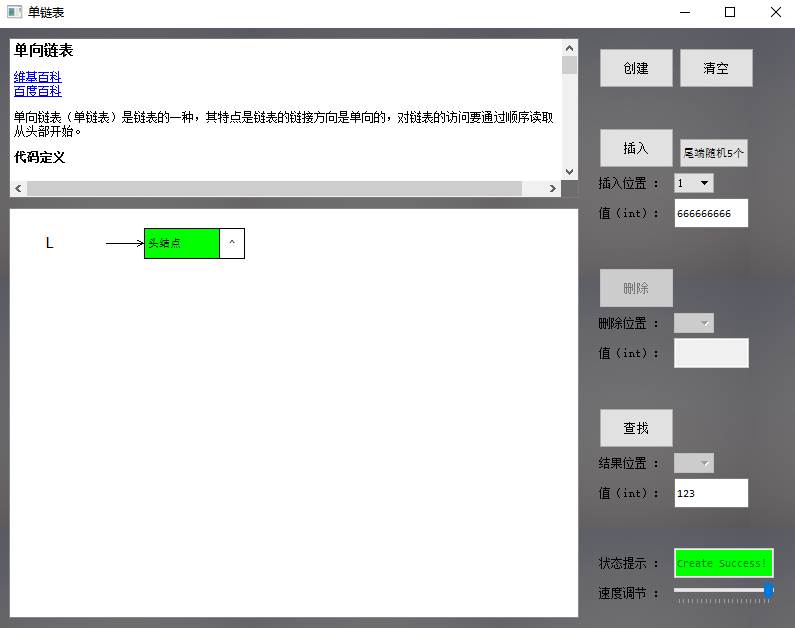 单链表
单向链表
维基百科
百度百科
单向链表（单链表）是链表的一种，其特点是链表的链接方向是单向的，对链表的访问要通过顺序读取
从头部开始。
代码定义
L
头结点
^
创建
清空
插入
尾端随机5个
插入位置 ：
1
值（int）：
666666666
删除
删除位置 ：
值（int）：
查找
结果位置 ：
值（int）：
123
状态提示 ：
Create Success!
速度调节 ：